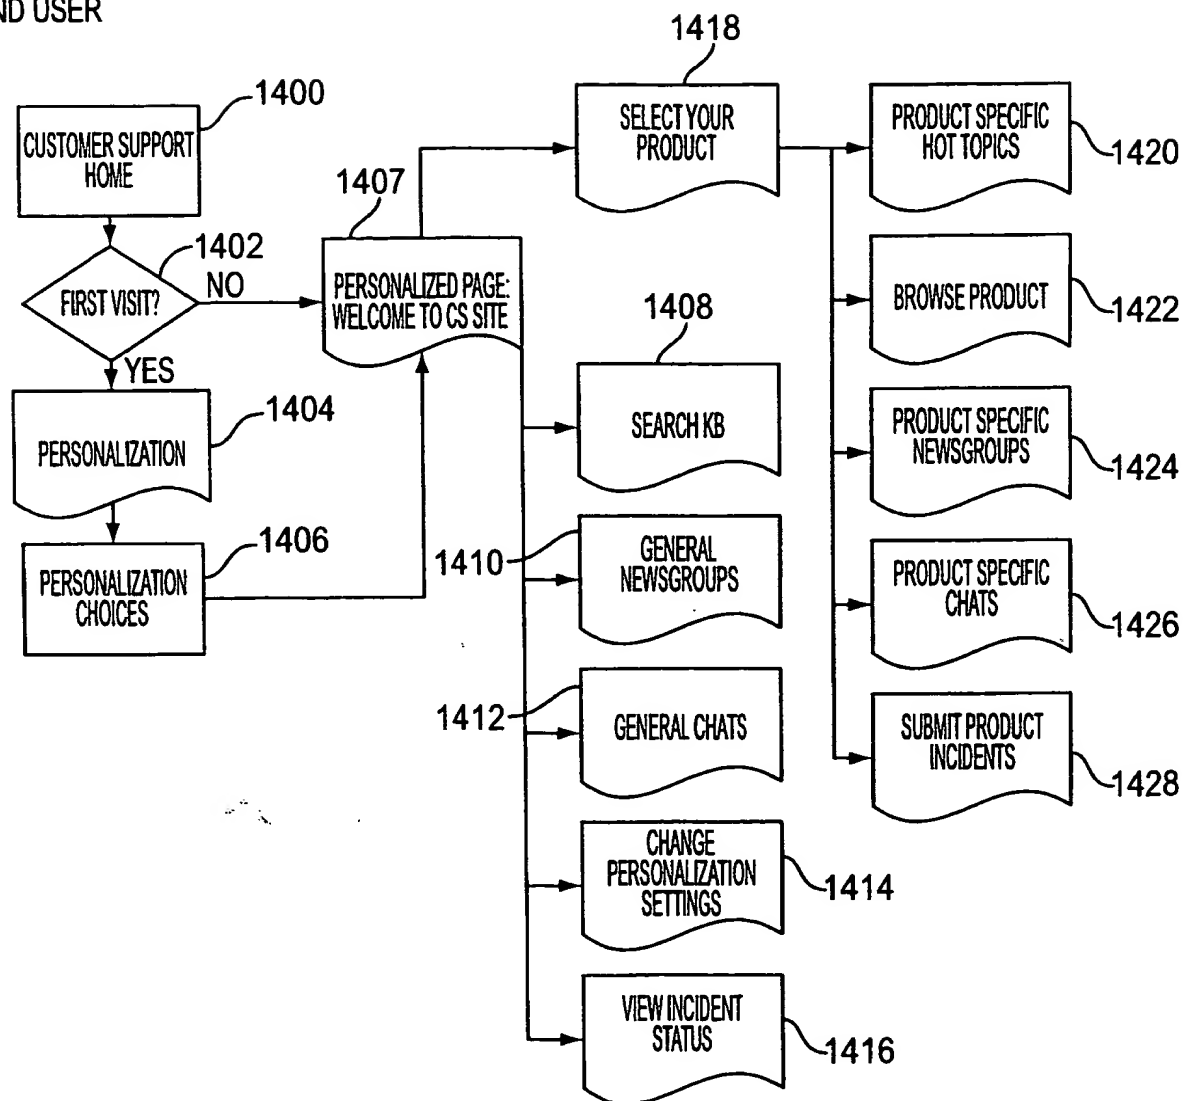 USER
1418
1400
SELECT YOUR
PRODUCT
PRODUCT SPECIFIC
HOT TOPICS
1420
CUSTOMER SUPPORT
HOME
1407
1402
NO
FIRST VISIT?
PERSONALIZED PAGE:
WELCOME TO CS SITE
BROWSE PRODUCT
1422
1408
YES
1404
PERSONALIZATION
SEARCH KB
PRODUCT SPECIFIC
NEWSGROUPS
1424
1406
PERSONALIZATION
CHOICES
1410
GENERAL
NEWSGROUPS
PRODUCT SPECIFIC
CHATS
1426
1412
GENERAL CHATS
SUBMIT PRODUCT
INCIDENTS
1428
CHANGE
PERSONALIZATION
SETTINGS
1414
VIEW INCIDENT
STATUS
1416